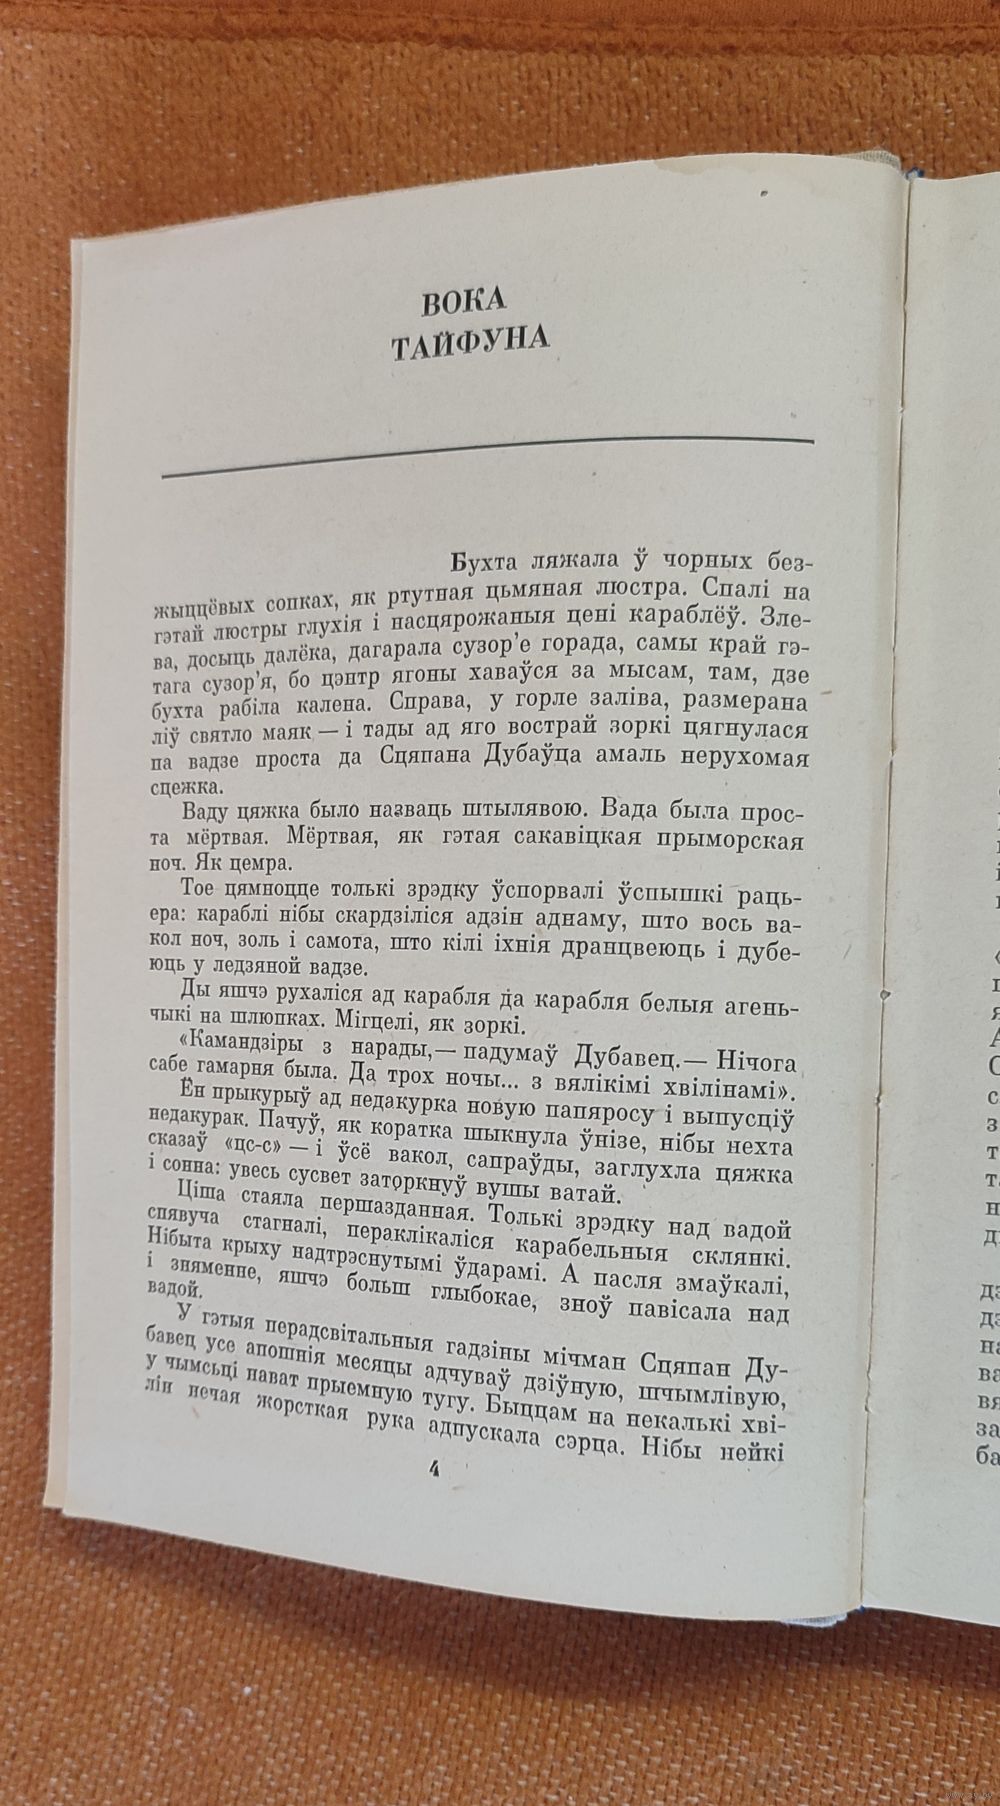 ВОКА
ТАЙФУНА
Бухта ляжала ў чорных без-
жыццёвых сопках, як ртутная цьмяная люстра. Спалі на
гэтай люстры глухія і насцярожаныя цені караблёў. Зле-
ва, досыць далёка, дагарала сузор’е горада, самы край гэ-
тага сузор’я, бо цэнтр ягоны хаваўся за мысам, там, дзе
бухта рабіла калена. Справа, у горле заліва, размерана
ліў святло маяк — і тады ад яго вострай зоркі цягнулася
па вадзе проста да Сцяпана Дубаўца амаль нерухомая
сцежка.
Ваду цяжка было назваць штылявою. Вада была прос-
та мёртвая. Мёртвая, як гэтая сакавіцкая прыморская
ноч. Як цемра.
Тое цямноцце толькі зрэдку ўспорвалі ўспышкі раць-
ера: караблі нібы скардзіліся адзін аднаму, што вось ва-
кол ноч, золь і самота, што кілі іхнія дранцвеюць і дубе-
юць у ледзяной вадзе.
Ды яшчэ рухаліся ад карабля да карабля белыя агень-
чыкі на шлюпках. Мігцелі, як зоркі.
«Камандзіры з нарады,— падумаў Дубавец.— Нічога
сабе гамарня была. Да трох ночы... з вялікімі хвілінамі».
Ён прыкурыў ад недакурка новую папяросу і выпусціў
недакурак. Пачуў, як коратка шыкнула ўнізе, нібы нехта
сказаў «цс-с» — і ўсё вакол, сапраўды, заглухла цяжка
і сонна: увесь сусвет заторкнуў вушы ватай.
Ціша стаяла першазданная. Толькі зрэдку над вадой
спявуча стагналі, пераклікаліся карабельныя склянкі.
Нібыта крыху надтрэснутымі ўдарамі. А пасля змаўкалі,
і зняменне, яшчэ больш глыбокае, зноў павісала над
вадой.
У гэтыя перадсвітальныя гадзіны мічман Сцяпан Ду-
бавец усе апошнія месяцы адчуваў дзіўную, шчымлівую,
у чымсьці нават прыемную тугу. Быццам на некалькі хві-
лін нечая жорсткая рука адпускала сэрца. Нібы нейкі
4